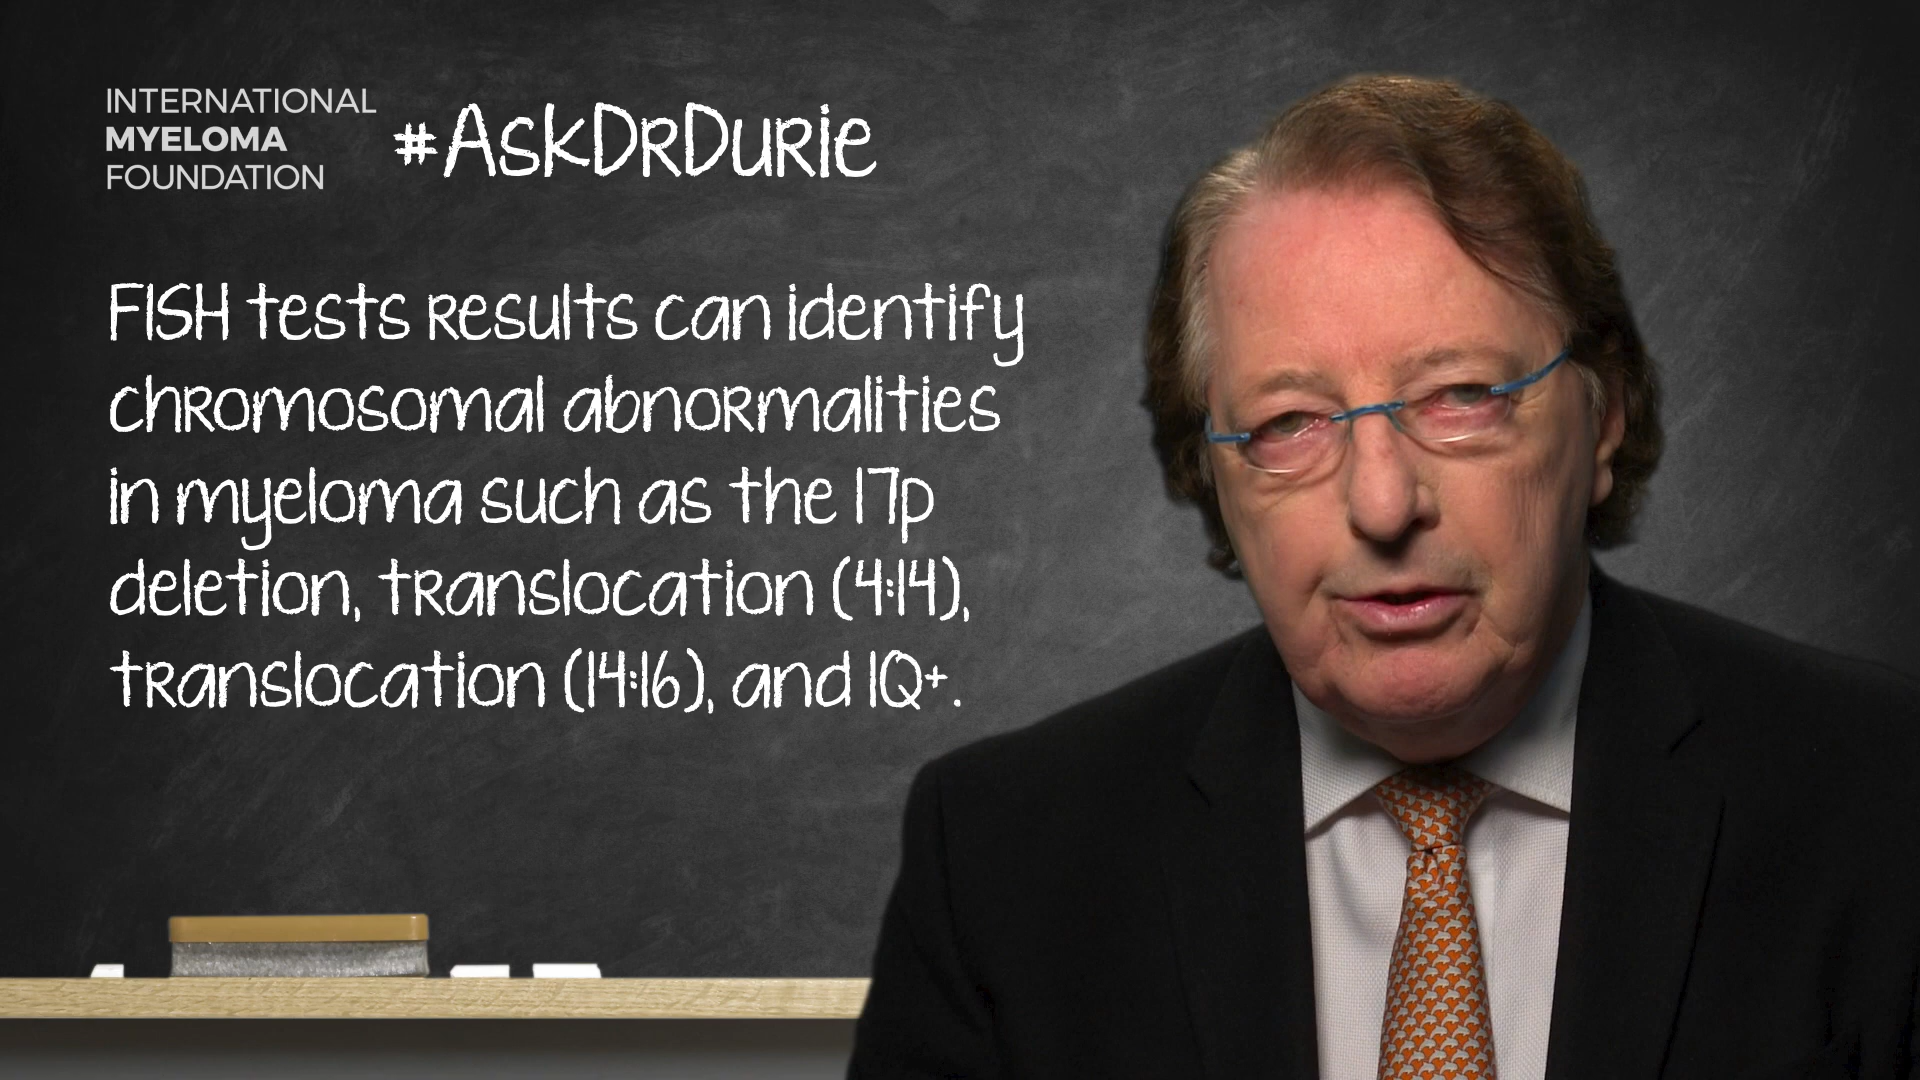 INTERNATIONAL
MYELOMA
FOUNDATION
#AskDrDurie
FISH tests results can identify
chromosomal abnormalities
in myeloma such as the 17p
deletion, translocation (4:14),
translocation (14:16), and 1Q+.